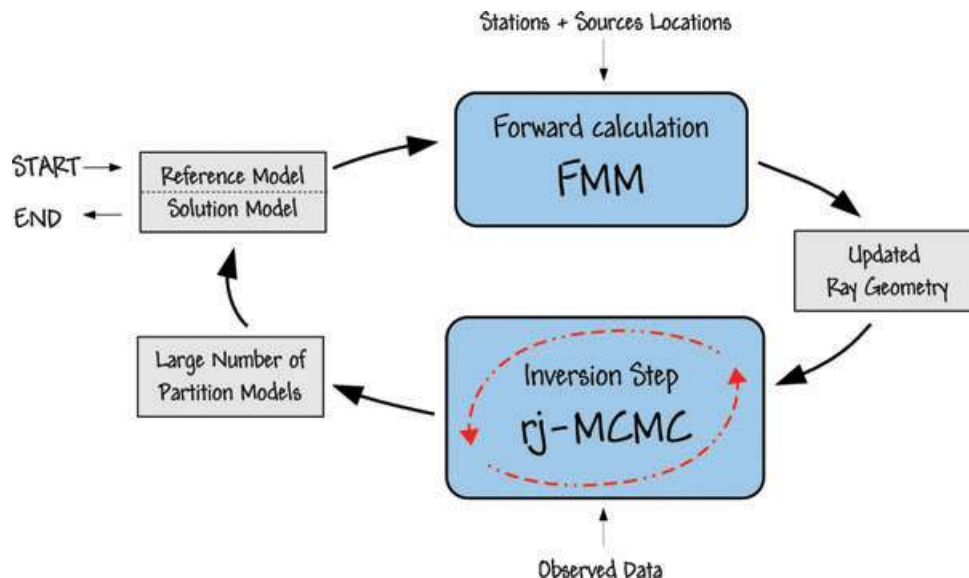 Stations + Sources Locations
Forward calculation
FMM
START
Reference Model
END
Solution Model
Updated
Ray Geometry
Large Number of
Partition Models
Inversion Step
rj-MCMC
Observed Data